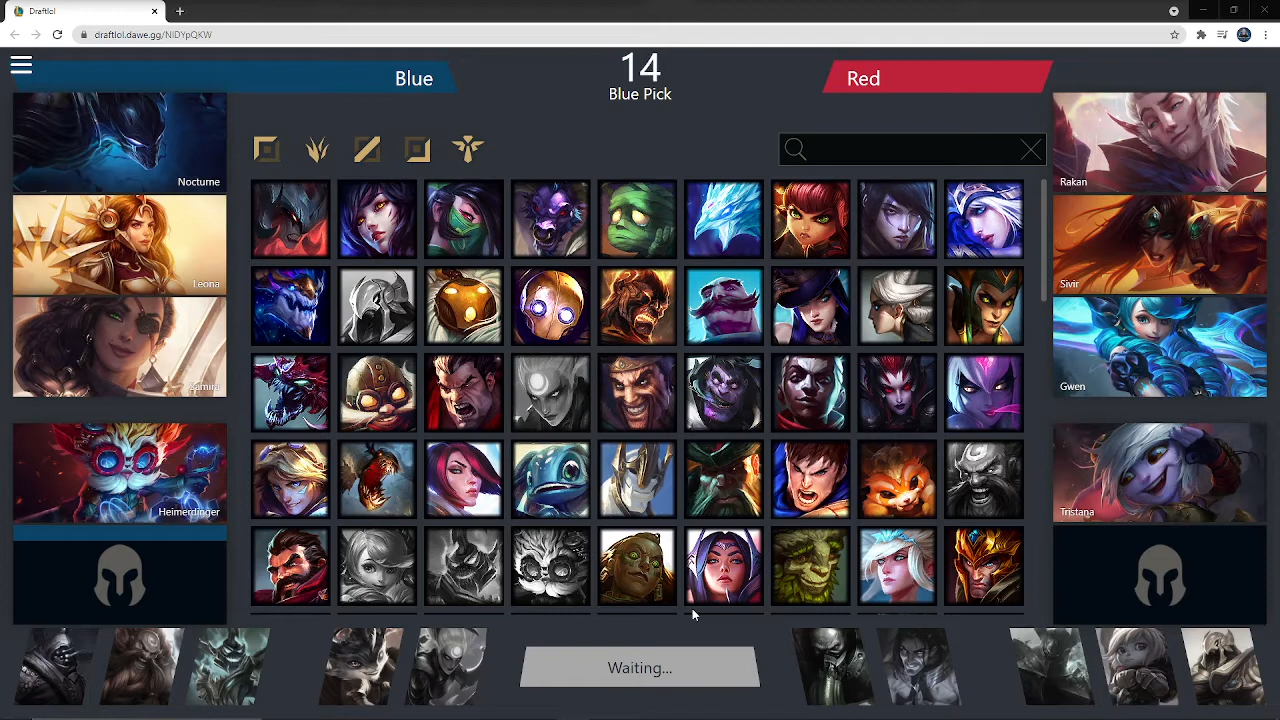 Draftlol
draftlol.dawe.gg/NIDYpQKW
Blue
14
Blue Pick
Red
Nocturne
Leona
Samira
Heimerdinger
Rakan
Sivir
Gwen
Tristana
Waiting...